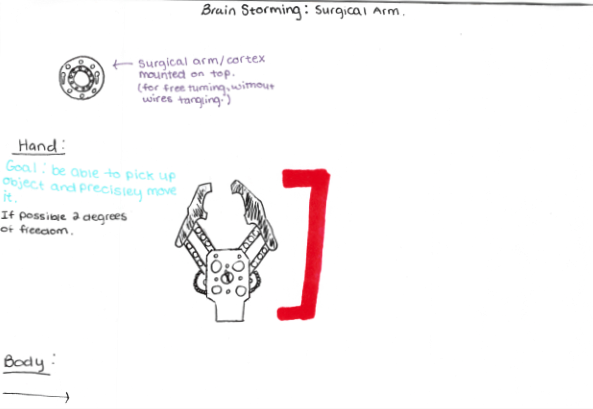 Brain Storming: Surgical Arm.
Surgical arm/cortex
mounted on top.
(for free turning, without
wires tangling.)
Hand:
Goal: be able to pick up
object and precisley move
it.
If possible 2 degrees
of freedom.
Body: